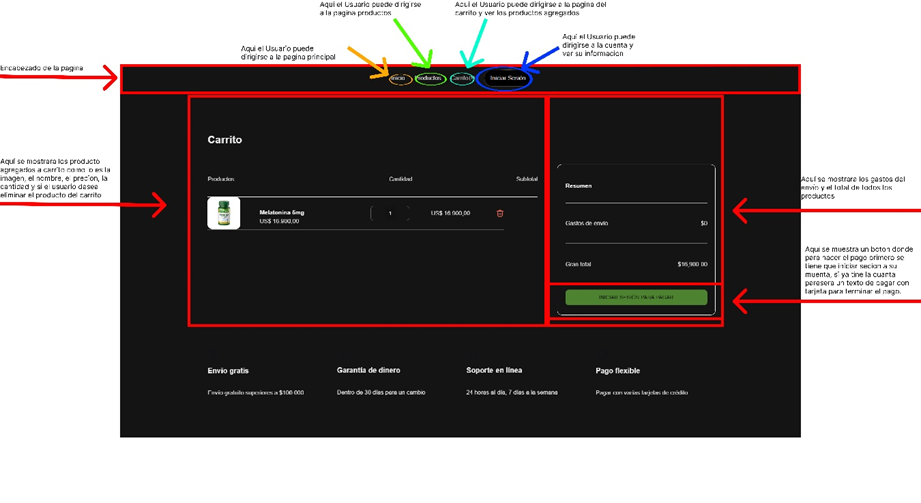 Aqui el Usuario puede dirigirse
a la pagina productos
Aqui el Usuario puede dirigirse a la pagina del
carrito y ver los productos agregados
Aqui el Usuario puede
dirigirse a la cuenta y
ver su informacion
Aqui el Usuario puede
dirigirse a la pagina principal
Encabezado de la pagina
Inicio
Productos
Carrito
Iniciar Sesión
Carrito
Productos
Cantidad
Subtotal
Melatonina 5mg
US$ 16.900,00
1
US$ 16.900,00
Aqui se mostrara los producto
agregados a carrito como lo es la
imagen, el nombre, el precion, la
cantidad y si el usuario desea
eliminar el producto del carrito
Resumen
Gastos de envío
$0
Gran total
$16,900.00
Aqui se mostrara los gastos del
envio y el total de todos los
productos
Aqui se muestra un boton donde
para hacer el pago primero se
tiene que iniciar secion a su
muenta, si ya tine la cuanta
paresera un texto de pagar con
tarjeta para terminar el pago.
Envío gratis
Envío gratuito superiores a $100.000
Garantía de dinero
Dentro de 30 días para un cambio
Soporte en línea
24 horas al día, 7 días a la semana
Pago flexible
Pagar con varias tarjetas de crédito